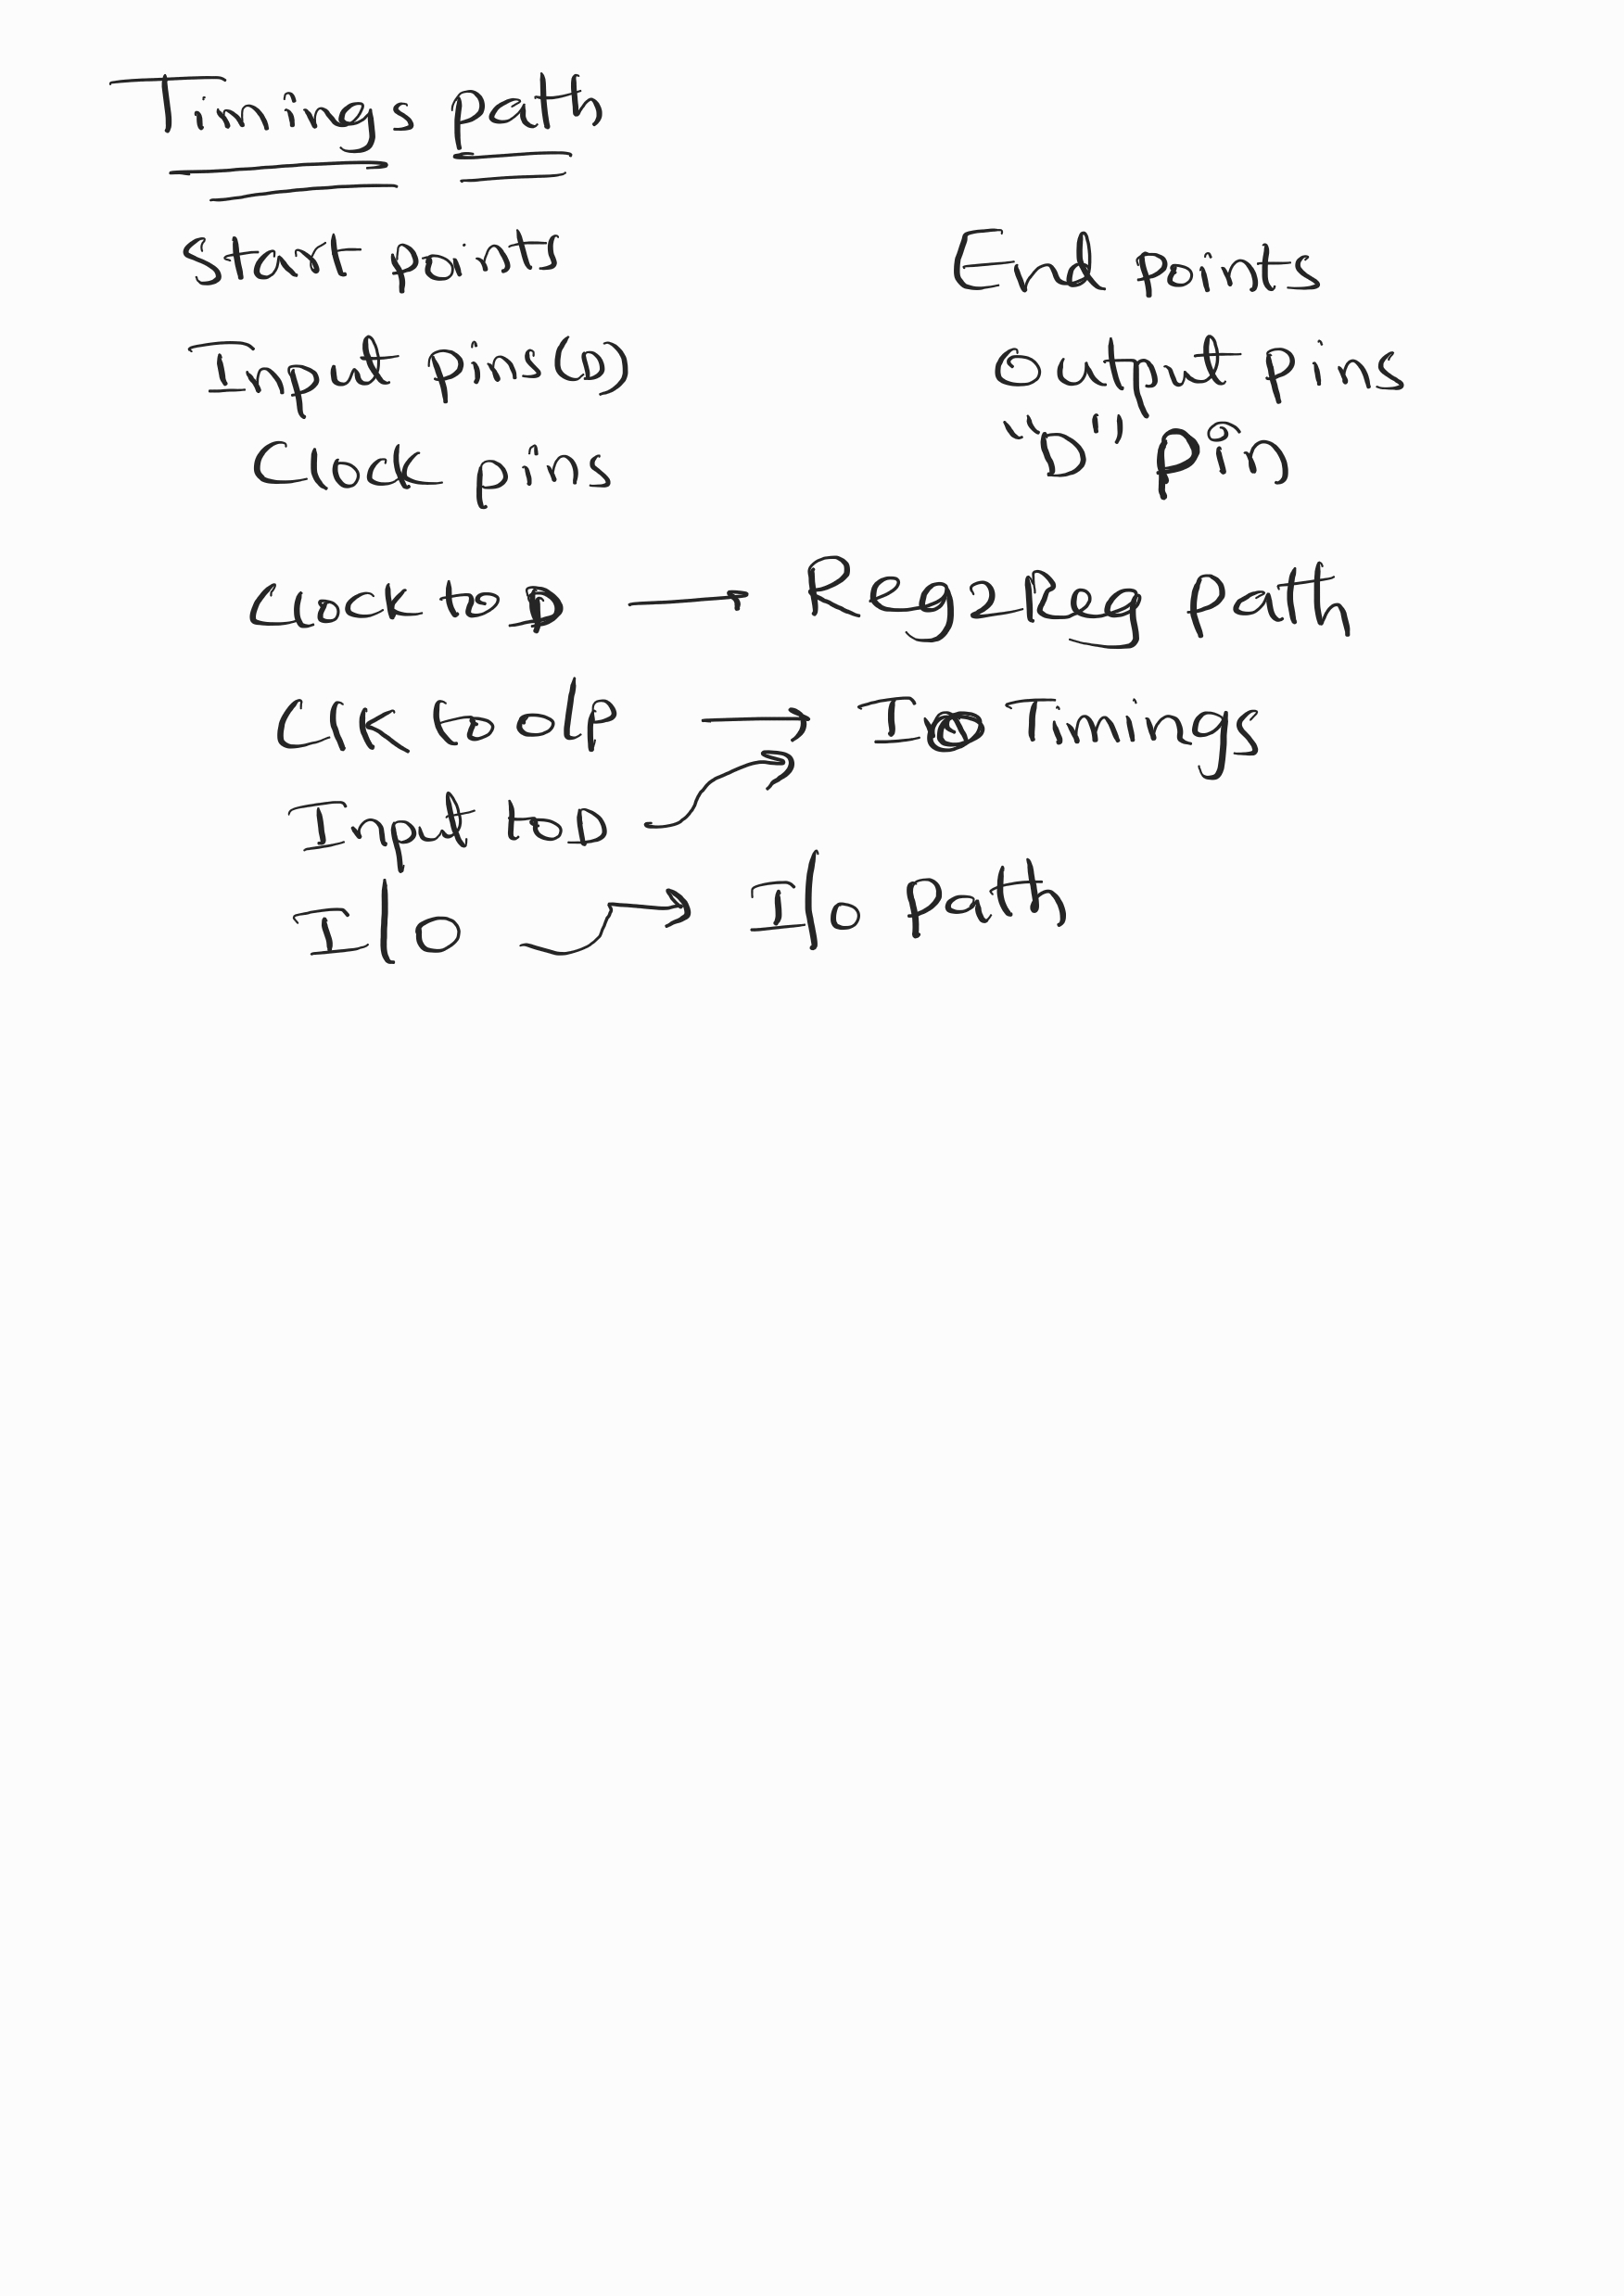 Timings path
Start points End points
Input pins(D) Output pins
Clock pins "D" pin
Clock to D → Reg2Reg path
Clk to o/p → IO Timings
Input to D
I/O → I/O path